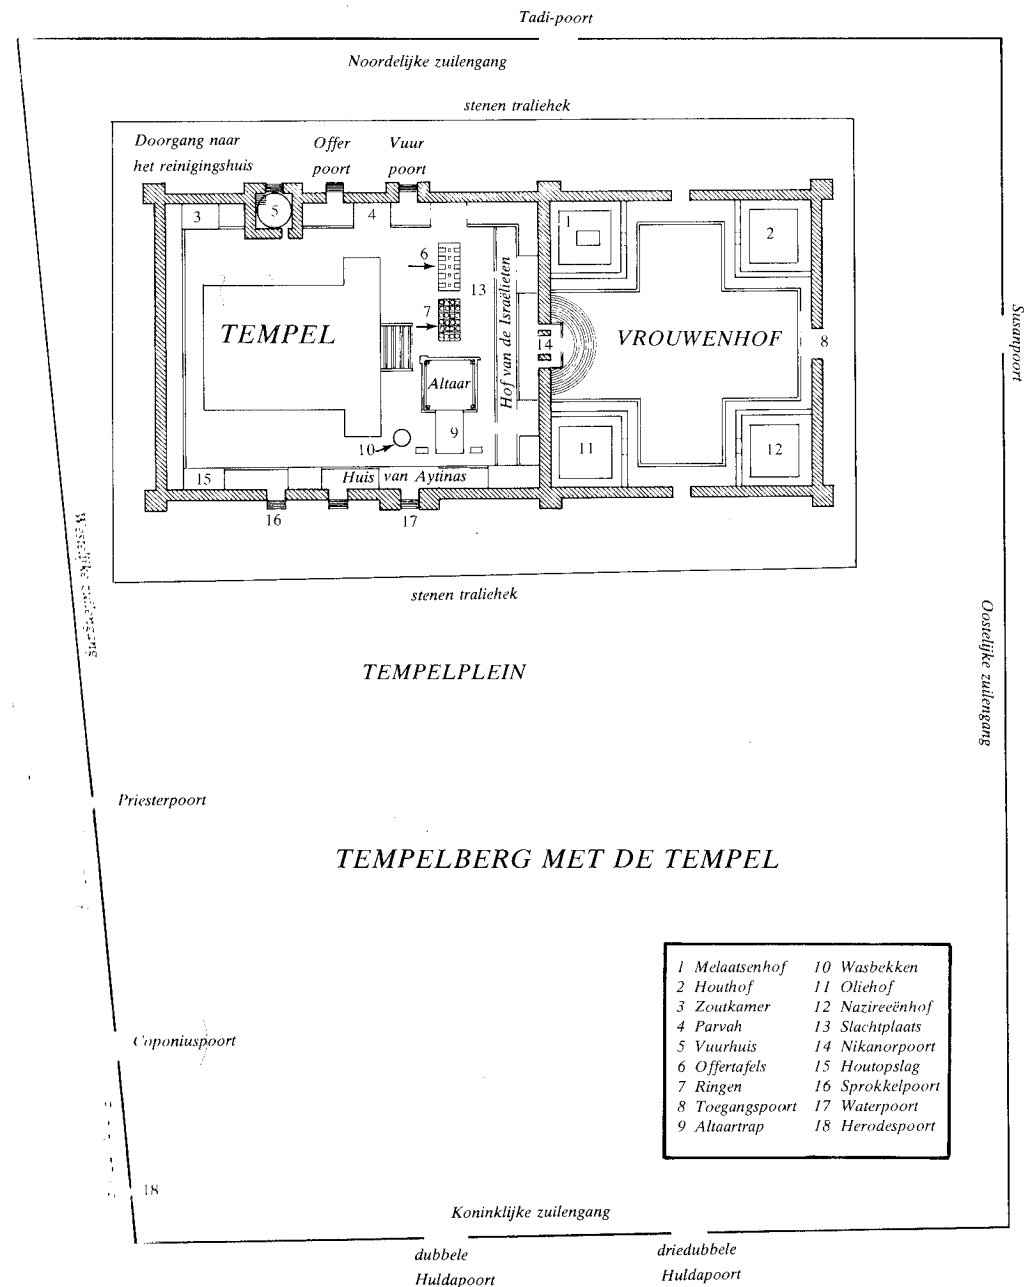 Tadi-poort
Noordelijke zuilengang
stenen traliehek
Doorgang naar
het reinigingshuis
Offer
poort
Vuur
poort
3
5
4
1
2
6
13
7
TEMPEL
Hof van de Israëlieten
14
VROUWENHOF
8
Susanpoort
Altaar
9
10
11
12
15
Huis van Aytinas
16
17
stenen traliehek
Oostelijke zuilengang
TEMPELPLEIN
Priesterpoort
TEMPELBERG MET DE TEMPEL
Coponiuspoort
1 Melaatsenhof
2 Houthof
3 Zoutkamer
4 Parvah
5 Vuurhuis
6 Offertafels
7 Ringen
8 Toegangspoort
9 Altaartrap
10 Wasbekken
11 Oliehof
12 Nazireeënhof
13 Slachtplaats
14 Nikanorpoort
15 Houtopslag
16 Sprokkelpoort
17 Waterpoort
18 Herodespoort
18
Koninklijke zuilengang
dubbele
Huldapoort
driedubbele
Huldapoort